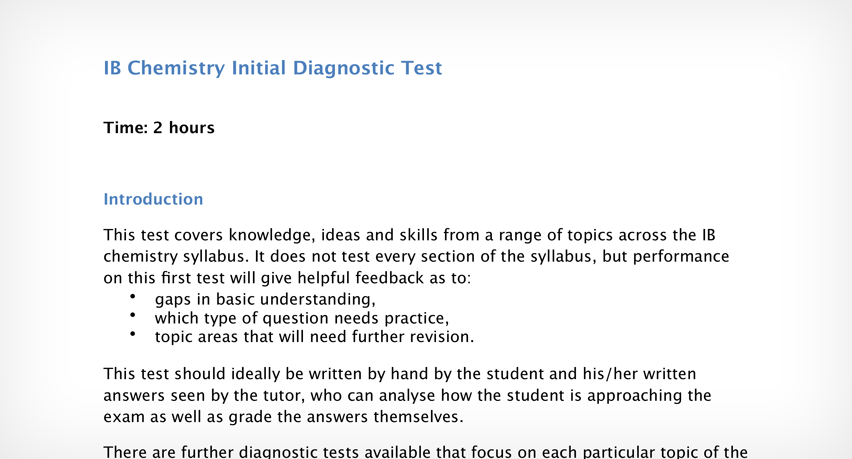 IB Chemistry Initial Diagnostic Test
Time: 2 hours
Introduction
This test covers knowledge, ideas and skills from a range of topics across the IB
chemistry syllabus. It does not test every section of the syllabus, but performance
on this first test will give helpful feedback as to:
• gaps in basic understanding,
• which type of question needs practice,
• topic areas that will need further revision.
This test should ideally be written by hand by the student and his/her written
answers seen by the tutor, who can analyse how the student is approaching the
exam as well as grade the answers themselves.
There are further diagnostic tests available that focus on each particular topic of the